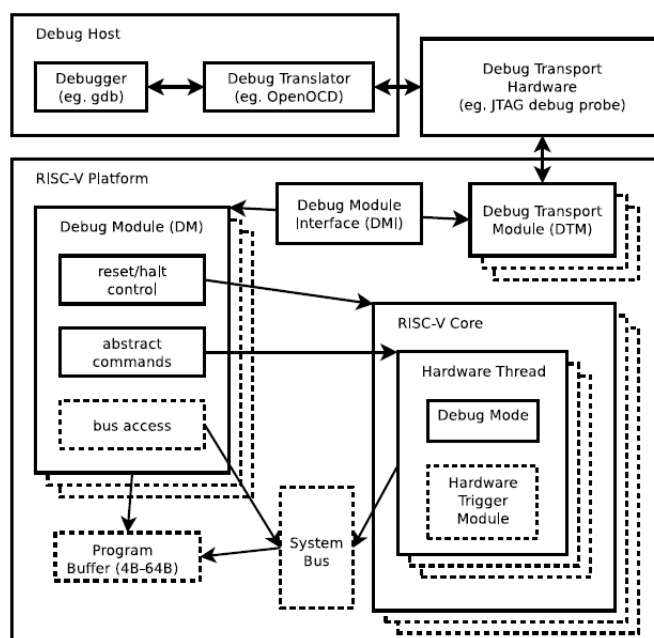 Debug Host
Debugger
(eg. gdb)
Debug Translator
(eg. OpenOCD)
Debug Transport
Hardware
(eg. JTAG debug probe)
RISC-V Platform
Debug Module (DM)
reset/halt
control
abstract
commands
bus access
Program
Buffer (4B-64B)
Debug Module
Interface (DMI)
Debug Transport
Module (DTM)
RISC-V Core
Hardware Thread
Debug Mode
Hardware
Trigger
Module
System
Bus